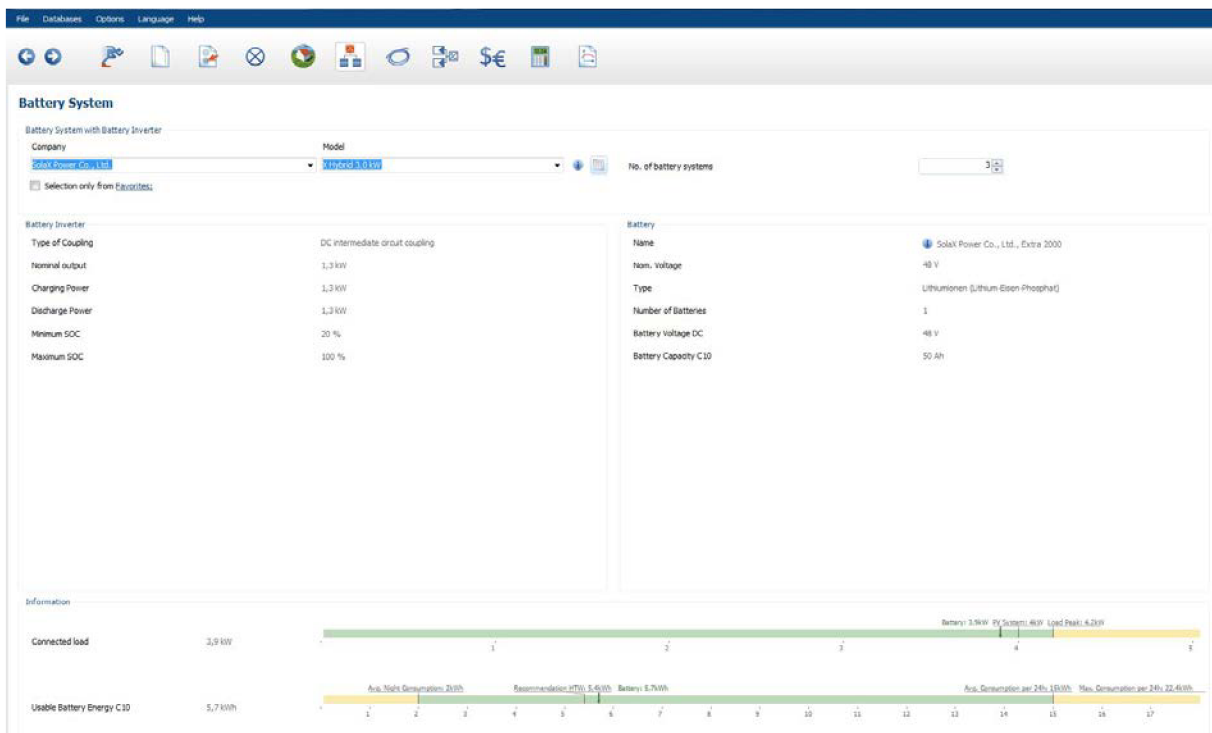 File Databases Options Language Help
Battery System
Battery System with Battery Inverter
Company Model
SolaX Power Co., Ltd. X Hybrid 3,0 kW No. of battery systems 3
Selection only from Favorites:
Battery Inverter Battery
Type of Coupling DC intermediate circuit coupling Name SolaX Power Co., Ltd., Extra 2000
Nominal output 1,3 kW Nom. Voltage 48 V
Charging Power 1,3 kW Type Lithiumionen (Lithium-Eisen-Phosphat)
Discharge Power 1,3 kW Number of Batteries 1
Minimum SOC 20 % Battery Voltage DC 48 V
Maximum SOC 100 % Battery Capacity C10 50 Ah
Information
Battery: 3.9kW PV System: 4kW Load Peak: 4.2kW
Connected load 3,9 kW
1 2 3 4 5
Avg. Night Consumption: 2kWh Recommendation HTW: 5.4kWh Battery: 5.7kWh Avg. Consumption per 24h: 15kWh Max. Consumption per 24h: 22.4kWh
Usable Battery Energy C10 5,7 kWh
1 2 3 4 5 6 7 8 9 10 11 12 13 14 15 16 17